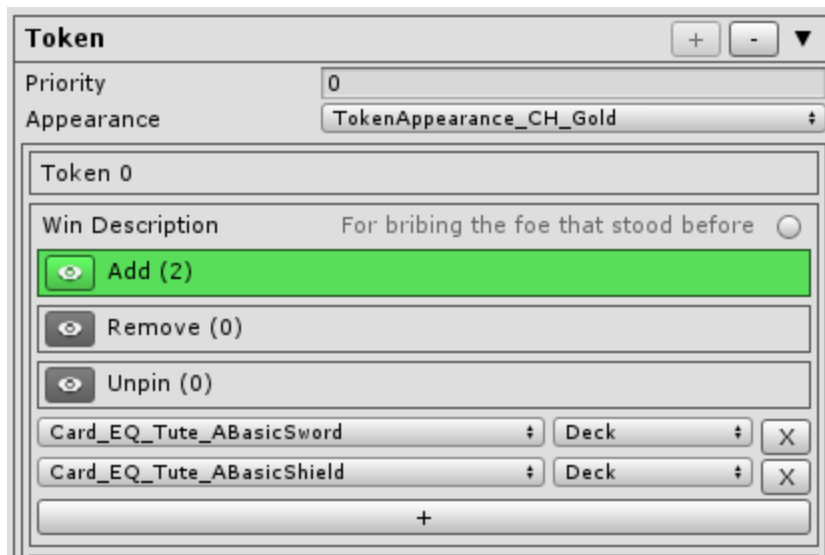 Token + - ▼
Priority 0
Appearance TokenAppearance_CH_Gold
Token 0
Win Description For bribing the foe that stood before
Add (2)
Remove (0)
Unpin (0)
Card_EQ_Tute_ABasicSword Deck X
Card_EQ_Tute_ABasicShield Deck X
+